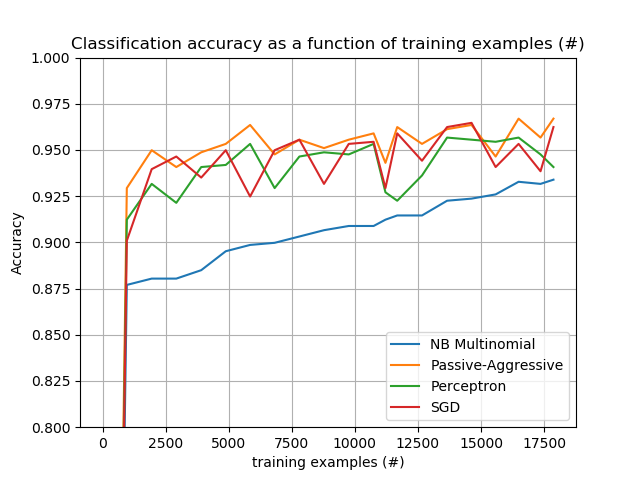 Classification accuracy as a function of training examples (#)
1.000
0.975
0.950
0.925
0.900
0.875
0.850
0.825
0.800
Accuracy
NB Multinomial
Passive-Aggressive
Perceptron
SGD
0 2500 5000 7500 10000 12500 15000 17500
training examples (#)